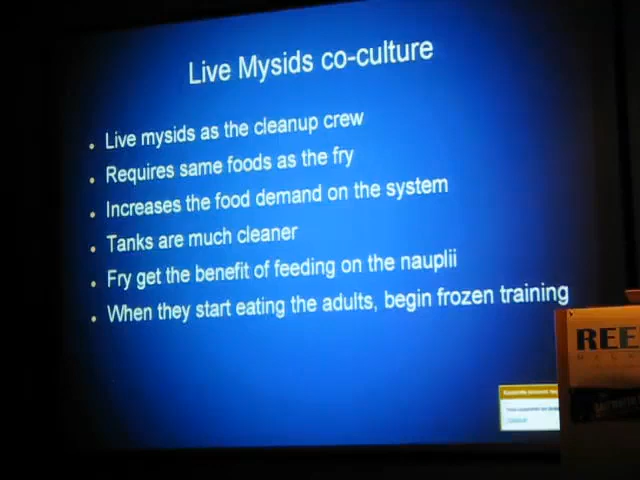 Live Mysids co-culture
• Live mysids as the cleanup crew
• Requires same foods as the fry
• Increases the food demand on the system
• Tanks are much cleaner
• Fry get the benefit of feeding on the nauplii
• When they start eating the adults, begin frozen training
REE